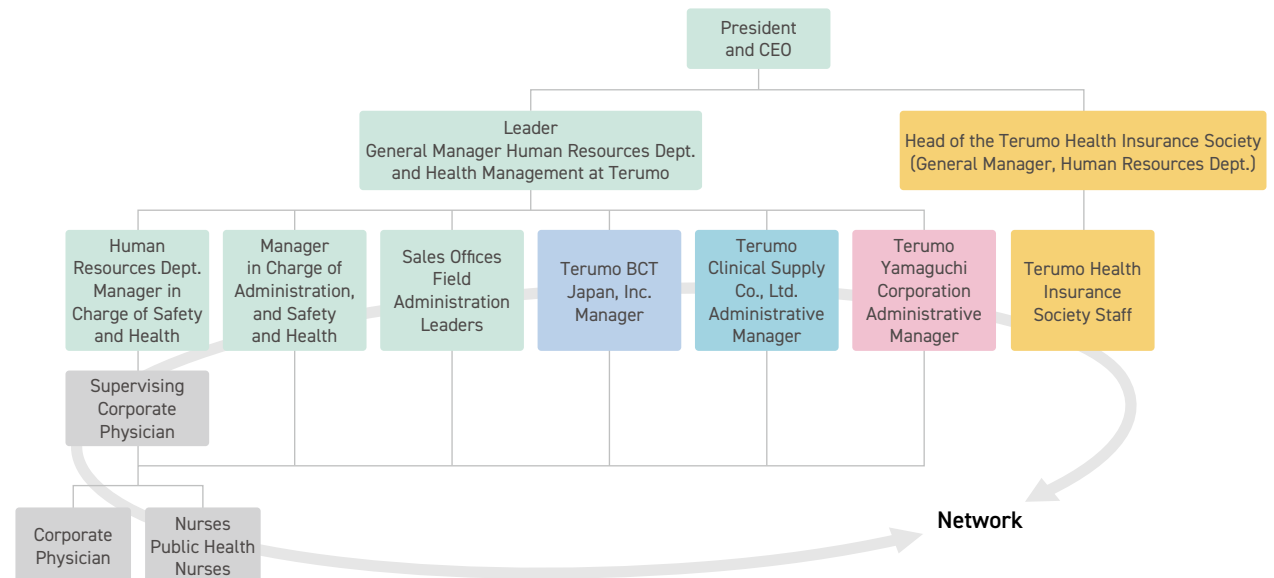 President
and CEO
Leader
General Manager Human Resources Dept.
and Health Management at Terumo
Head of the Terumo Health Insurance Society
(General Manager, Human Resources Dept.)
Human
Resources Dept.
Manager in
Charge of Safety
and Health
Manager
in Charge of
Administration,
and Safety
and Health
Sales Offices
Field
Administration
Leaders
Terumo BCT
Japan, Inc.
Manager
Terumo
Clinical Supply
Co., Ltd.
Administrative
Manager
Terumo
Yamaguchi
Corporation
Administrative
Manager
Terumo Health
Insurance
Society Staff
Supervising
Corporate
Physician
Corporate
Physician
Nurses
Public Health
Nurses
Network